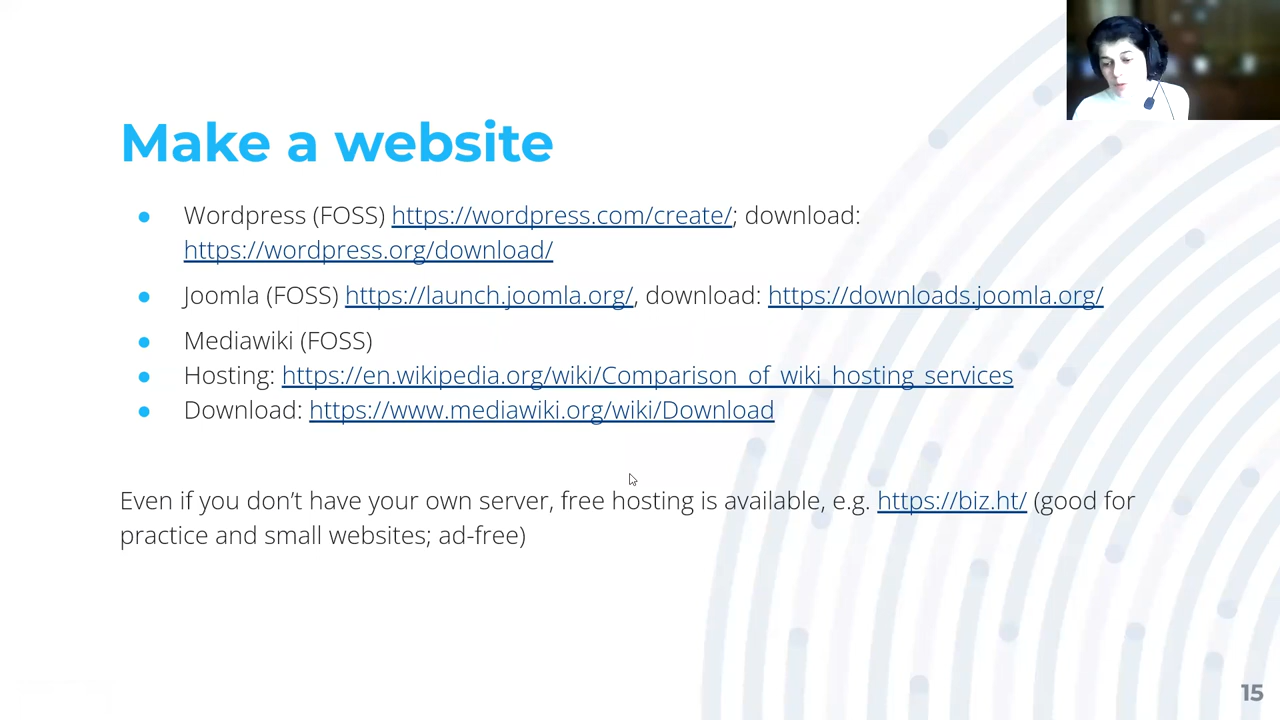 Make a website
● Wordpress (FOSS) https://wordpress.com/create/; download:
https://wordpress.org/download/
● Joomla (FOSS) https://launch.joomla.org/, download: https://downloads.joomla.org/
● Mediawiki (FOSS)
● Hosting: https://en.wikipedia.org/wiki/Comparison_of_wiki_hosting_services
● Download: https://www.mediawiki.org/wiki/Download
Even if you don’t have your own server, free hosting is available, e.g. https://biz.ht/ (good for
practice and small websites; ad-free)
15